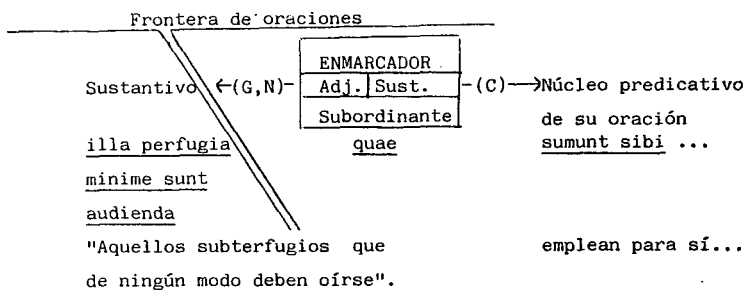 Frontera de oraciones
ENMARCADOR
Sustantivo ←(G,N)- Adj. Sust. -(C)→Núcleo predicativo
Subordinante de su oración
illa perfugia quae sumunt sibi ...
minime sunt
audienda
"Aquellos subterfugios que emplean para sí...
de ningún modo deben oírse".